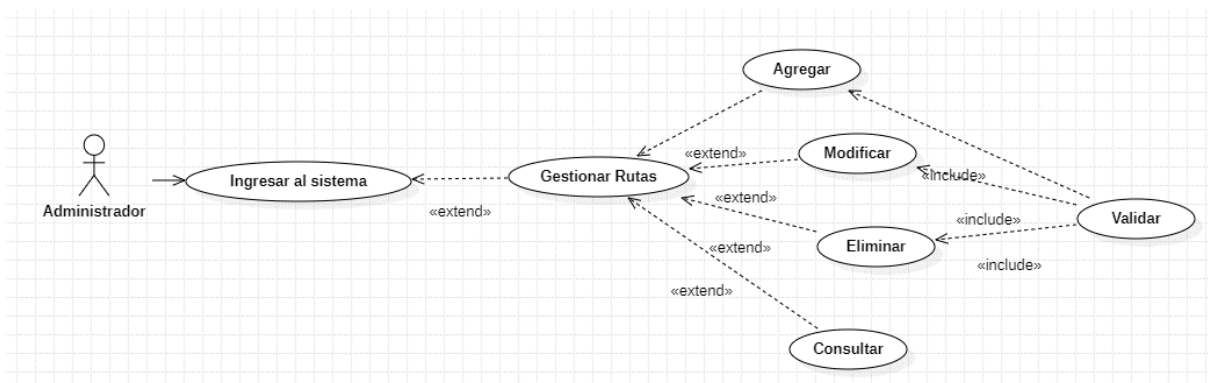 Agregar
«extend»
Modificar
Ingresar al sistema
Gestionar Rutas
«include»
Administrador
«extend»
«extend»
«include»
Validar
«extend»
Eliminar
«include»
«extend»
Consultar